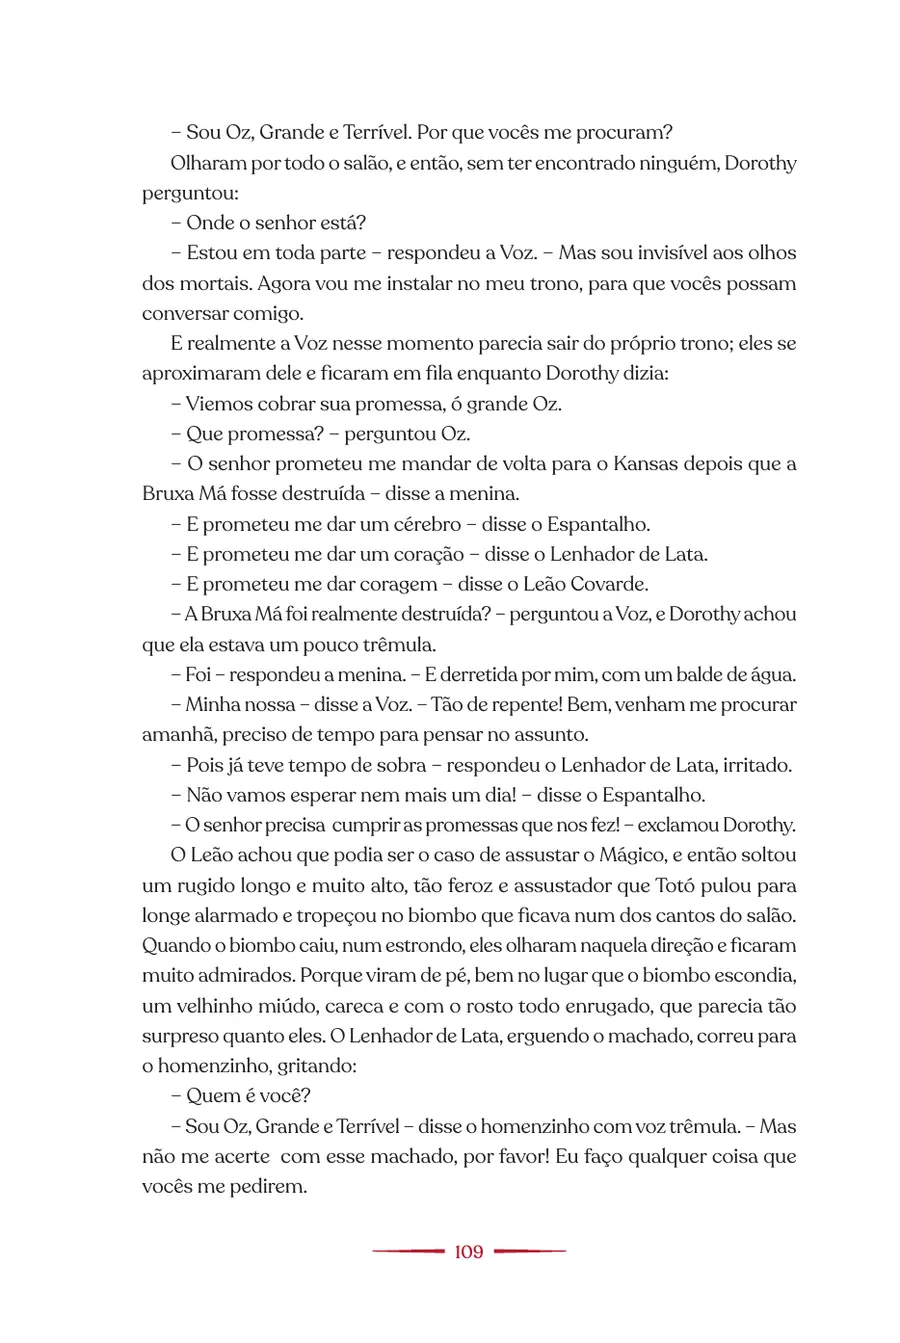 – Sou Oz, Grande e Terrível. Por que vocês me procuram?
Olharam por todo o salão, e então, sem ter encontrado ninguém, Dorothy
perguntou:
– Onde o senhor está?
– Estou em toda parte – respondeu a Voz. – Mas sou invisível aos olhos
dos mortais. Agora vou me instalar no meu trono, para que vocês possam
conversar comigo.
E realmente a Voz nesse momento parecia sair do próprio trono; eles se
aproximaram dele e ficaram em fila enquanto Dorothy dizia:
– Viemos cobrar sua promessa, ó grande Oz.
– Que promessa? – perguntou Oz.
– O senhor prometeu me mandar de volta para o Kansas depois que a
Bruxa Má fosse destruída – disse a menina.
– E prometeu me dar um cérebro – disse o Espantalho.
– E prometeu me dar um coração – disse o Lenhador de Lata.
– E prometeu me dar coragem – disse o Leão Covarde.
– A Bruxa Má foi realmente destruída? – perguntou a Voz, e Dorothy achou
que ela estava um pouco trêmula.
– Foi – respondeu a menina. – E derretida por mim, com um balde de água.
– Minha nossa – disse a Voz. – Tão de repente! Bem, venham me procurar
amanhã, preciso de tempo para pensar no assunto.
– Pois já teve tempo de sobra – respondeu o Lenhador de Lata, irritado.
– Não vamos esperar nem mais um dia! – disse o Espantalho.
– O senhor precisa  cumprir as promessas que nos fez! – exclamou Dorothy.
O Leão achou que podia ser o caso de assustar o Mágico, e então soltou
um rugido longo e muito alto, tão feroz e assustador que Totó pulou para
longe alarmado e tropeçou no biombo que ficava num dos cantos do salão.
Quando o biombo caiu, num estrondo, eles olharam naquela direção e ficaram
muito admirados. Porque viram de pé, bem no lugar que o biombo escondia,
um velhinho miúdo, careca e com o rosto todo enrugado, que parecia tão
surpreso quanto eles. O Lenhador de Lata, erguendo o machado, correu para
o homenzinho, gritando:
– Quem é você?
– Sou Oz, Grande e Terrível – disse o homenzinho com voz trêmula. – Mas
não me acerte  com esse machado, por favor! Eu faço qualquer coisa que
vocês me pedirem.
109